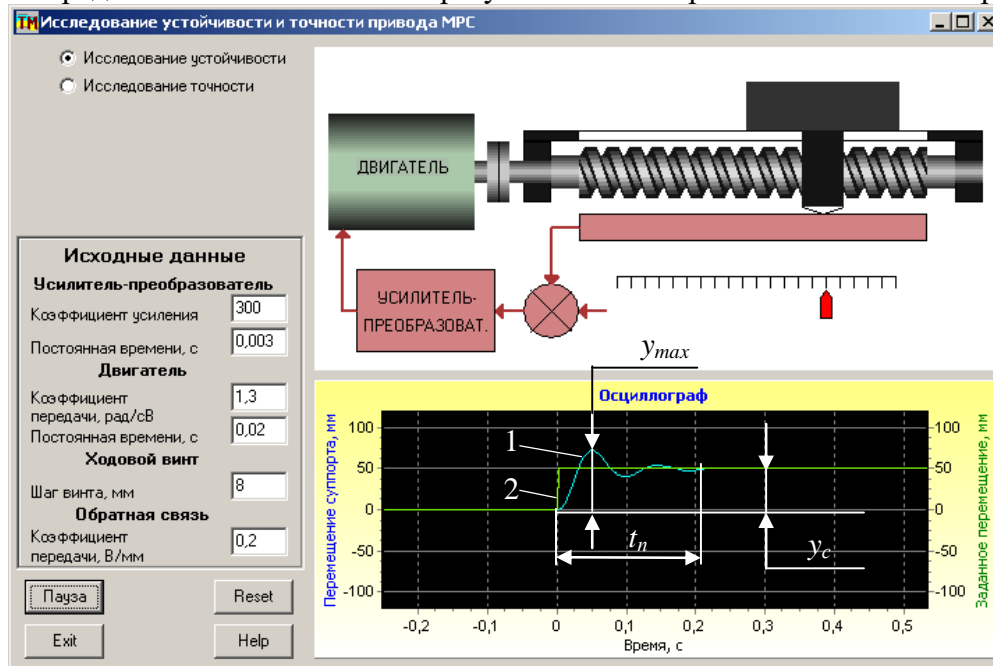 ТМ Исследование устойчивости и точности привода МРС
Исследование устойчивости
Исследование точности
ДВИГАТЕЛЬ
УСИЛИТЕЛЬ-
ПРЕОБРАЗОВАТ.
Исходные данные
Усилитель-преобразователь
Коэффициент усиления 300
Постоянная времени, с 0,003
Двигатель
Коэффициент
передачи, рад/сВ 1,3
Постоянная времени, с 0,02
Ходовой винт
Шаг винта, мм 8
Обратная связь
Коэффициент
передачи, В/мм 0,2
Пауза Reset
Exit Help
y max
Осциллограф
Перемещение суппорта, мм
Заданное перемещение, мм
100 100
50 50
0 0
-50 -50
-100 -100
1
2
t п
y c
-0,2 -0,1 0 0,1 0,2 0,3 0,4 0,5
Время, с